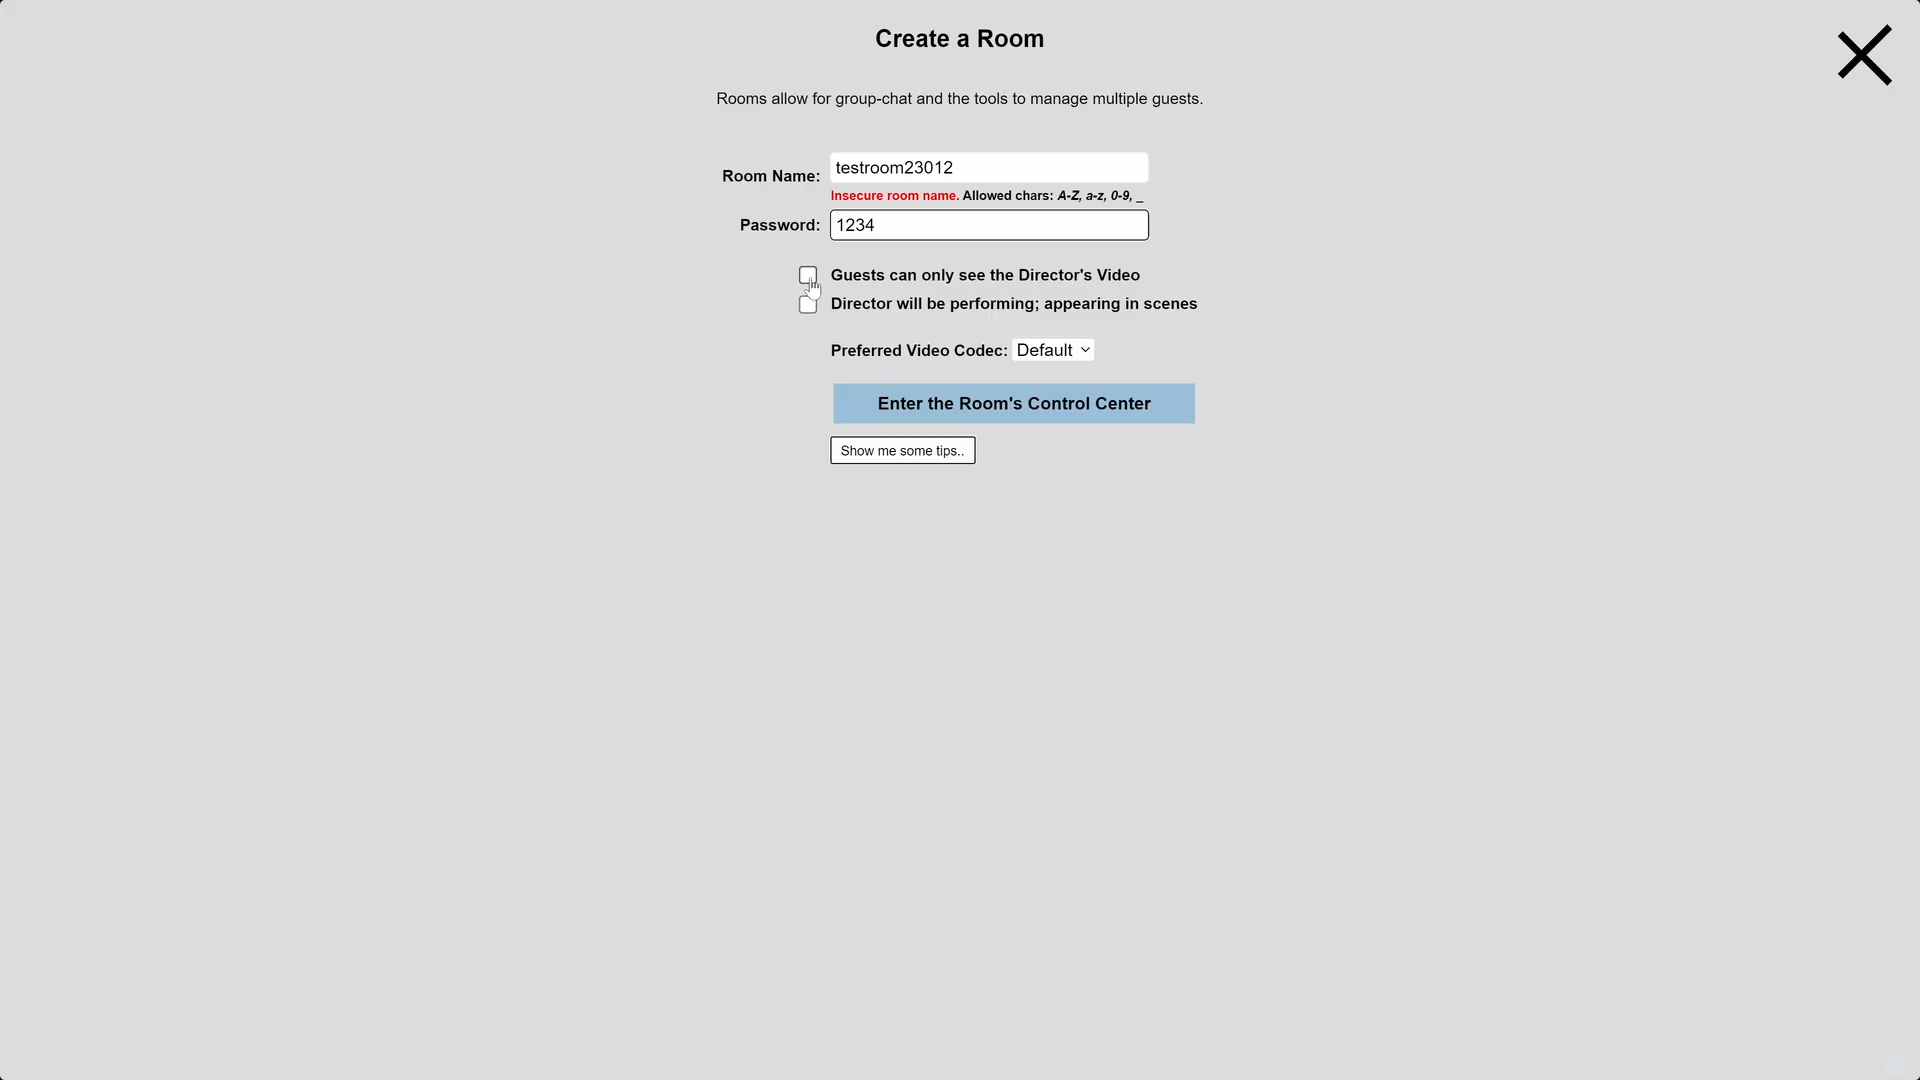 Create a Room
Rooms allow for group-chat and the tools to manage multiple guests.
Room Name: testroom23012
Insecure room name. Allowed chars: A-Z, a-z, 0-9, _
Password: 1234
Guests can only see the Director's Video
Director will be performing; appearing in scenes
Preferred Video Codec: Default
Enter the Room's Control Center
Show me some tips..